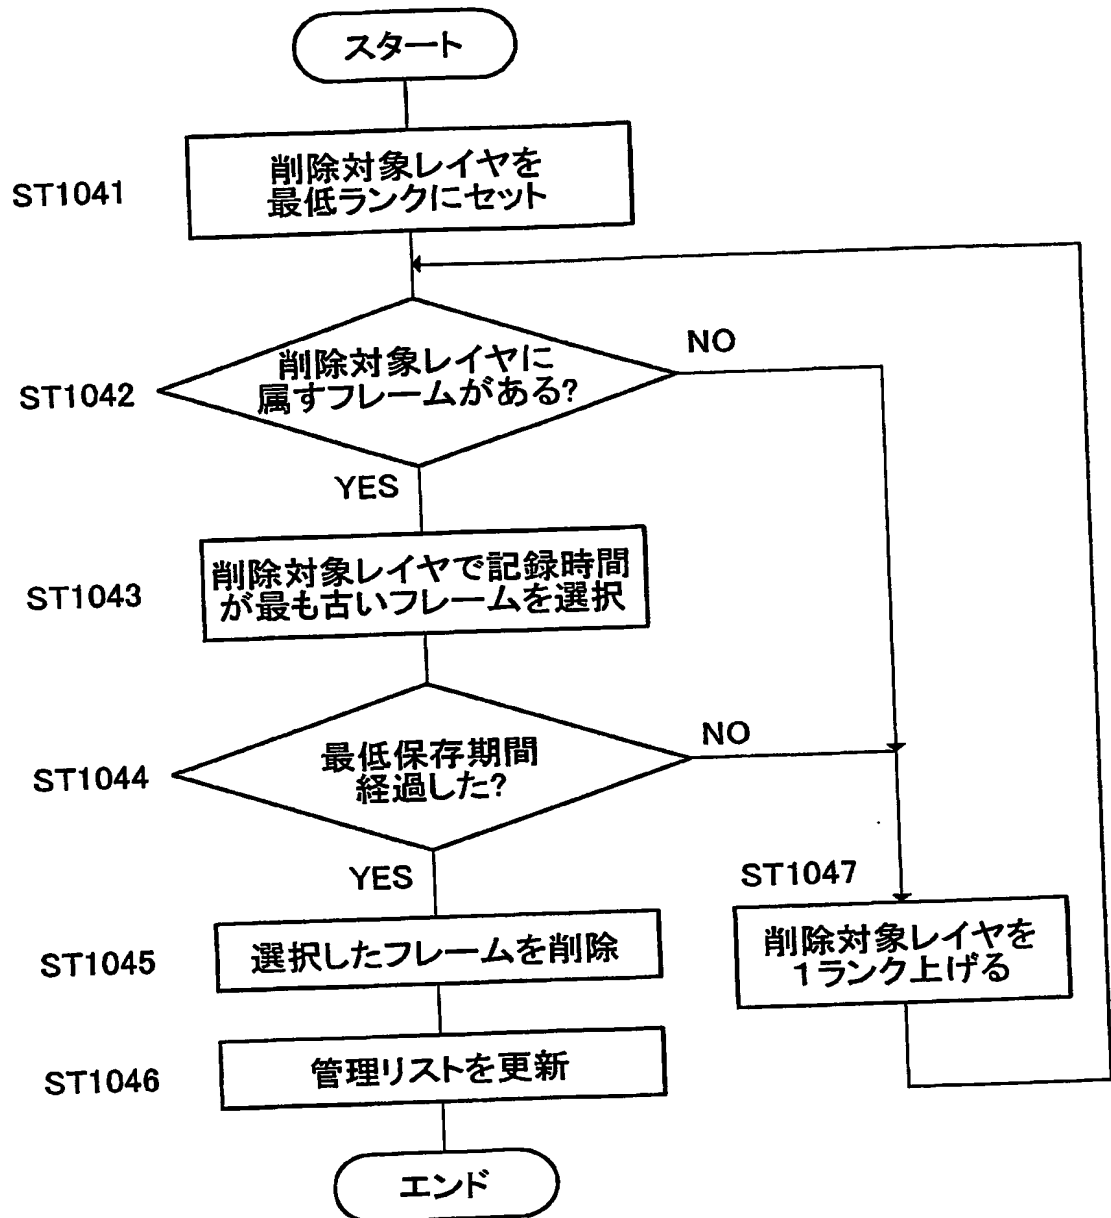 スタート
ST1041
削除対象レイヤを
最低ランクにセット
ST1042
削除対象レイヤに
属すフレームがある?
NO
YES
ST1043
削除対象レイヤで記録時間
が最も古いフレームを選択
ST1044
最低保存期間
経過した?
NO
YES
ST1047
削除対象レイヤを
1ランク上げる
ST1045
選択したフレームを削除
ST1046
管理リストを更新
エンド